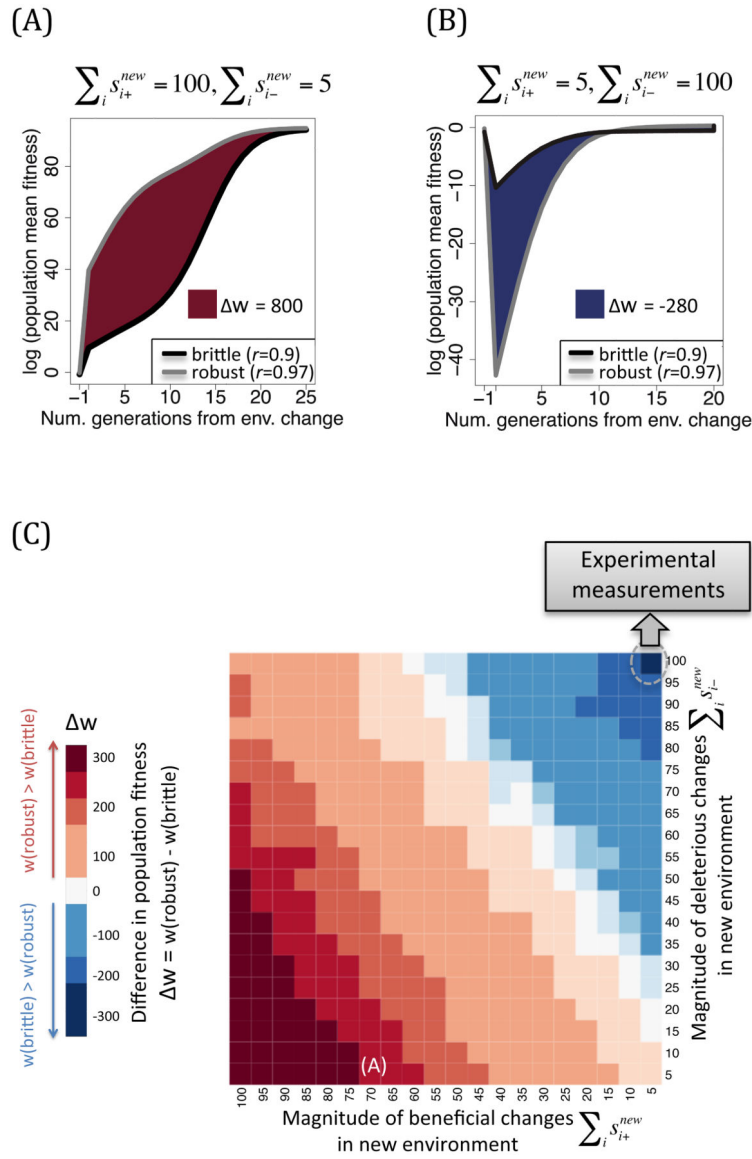 (A)
∑ᵢ sᵢ₊ⁿᵉʷ = 100, ∑ᵢ sᵢ₋ⁿᵉʷ = 5
log (population mean fitness)
80
60
40
20
0
Δw = 800
brittle (r=0.9)
robust (r=0.97)
−1 5 10 15 20 25
Num. generations from env. change
(B)
∑ᵢ sᵢ₊ⁿᵉʷ = 5, ∑ᵢ sᵢ₋ⁿᵉʷ = 100
log (population mean fitness)
0
−10
−20
−30
−40
Δw = -280
brittle (r=0.9)
robust (r=0.97)
−1 5 10 20
Num. generations from env. change
(C)
Experimental
measurements
w(robust) > w(brittle)
w(brittle) > w(robust)
Δw
300
200
100
0
-100
-200
-300
Difference in population fitness
Δw = w(robust) - w(brittle)
(A)
100
95
90
85
80
75
70
65
60
55
50
45
40
35
30
25
20
15
10
5
Magnitude of deleterious changes ∑ᵢ sᵢ₋ⁿᵉʷ
in new environment
100 95 90 85 80 75 70 65 60 55 50 45 40 35 30 25 20 15 10 5
Magnitude of beneficial changes ∑ᵢ sᵢ₊ⁿᵉʷ
in new environment